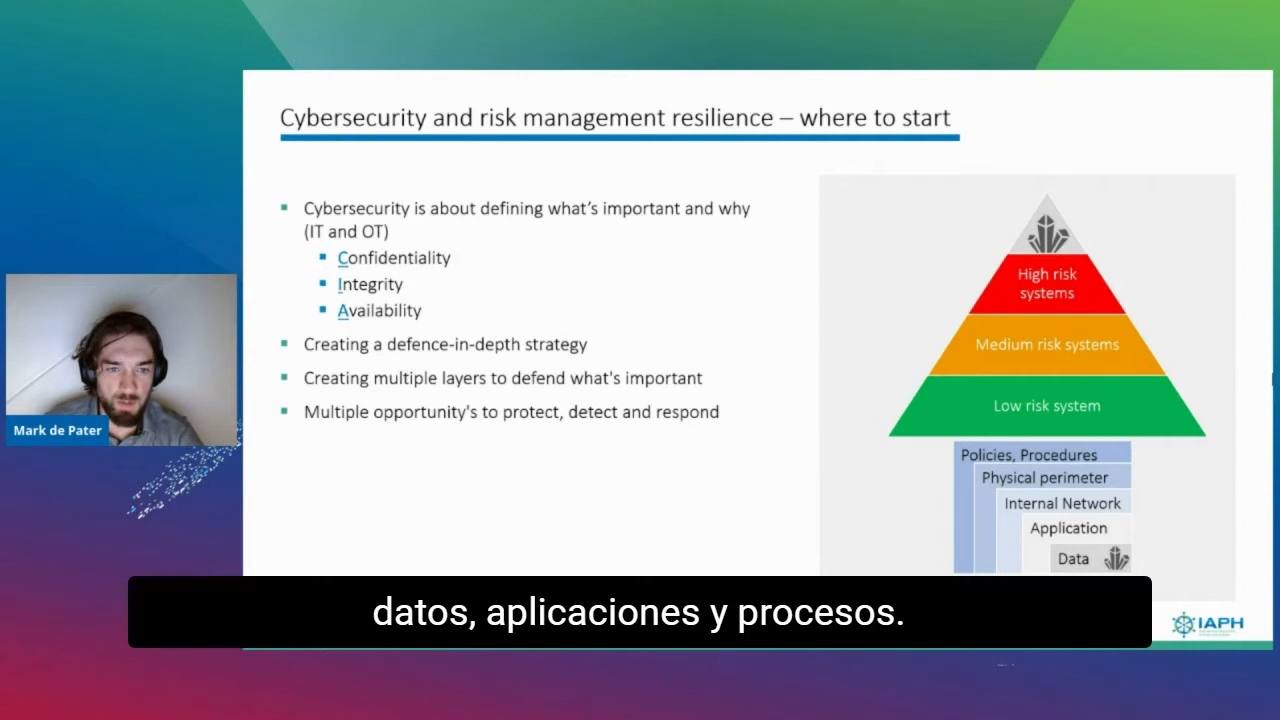 Cybersecurity and risk management resilience – where to start
▪ Cybersecurity is about defining what's important and why
(IT and OT)
▪ Confidentiality
▪ Integrity
▪ Availability
▪ Creating a defence-in-depth strategy
▪ Creating multiple layers to defend what's important
▪ Multiple opportunity's to protect, detect and respond
High risk
systems
Medium risk systems
Low risk system
Policies, Procedures
Physical perimeter
Internal Network
Application
Data
Mark de Pater
datos, aplicaciones y procesos.
IAPH